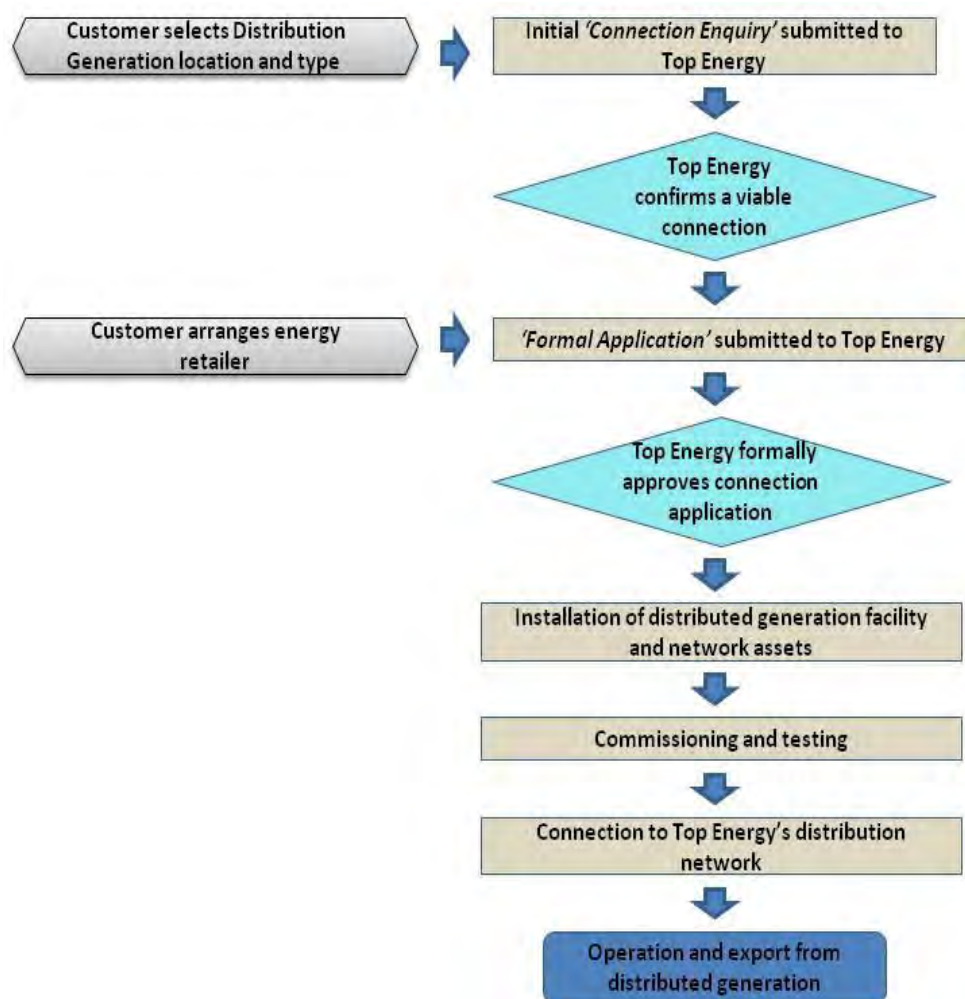 Customer selects Distribution
Generation location and type
Initial ‘Connection Enquiry’ submitted to
Top Energy
Top Energy
confirms a viable
connection
Customer arranges energy
retailer
‘Formal Application’ submitted to Top Energy
Top Energy formally
approves connection
application
Installation of distributed generation facility
and network assets
Commissioning and testing
Connection to Top Energy’s distribution
network
Operation and export from
distributed generation